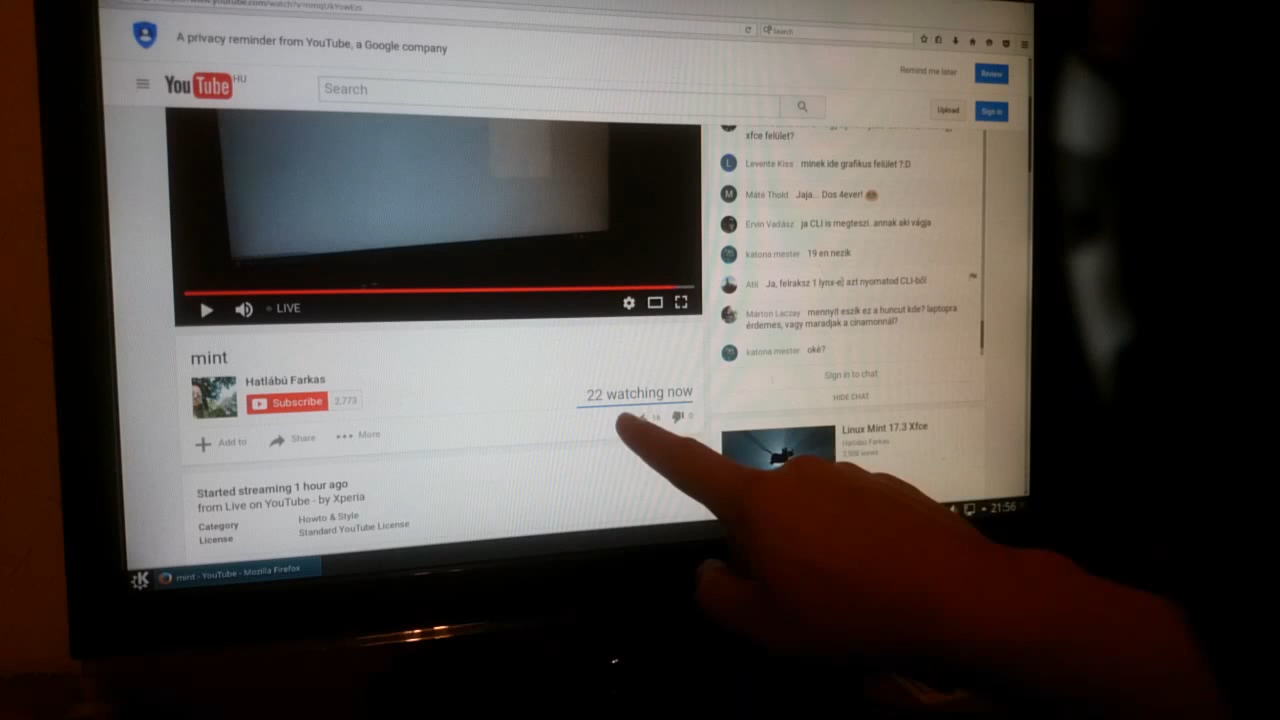 A privacy reminder from YouTube, a Google company
Remind me later
Review
YouTube HU
Search
Search
Upload
Sign in
xfce felület?
L Levente Kiss minek ide grafikus felület ?:D
M Máté Thold Jaja... Dos 4ever!
Ervin Vadász ja CLI is megteszi..annak aki vágja
katona mester 19 en nezik
Atil Ja, felraksz 1 lynx-e| azt nyomatod CLI-ből
Marton Laczay mennyit eszik ez a huncut kde? laptopra
érdemes, vagy maradjak a cinamonnál?
katona mester oké?
Sign in to chat
HIDE CHAT
LIVE
mint
Hatlábú Farkas
Subscribe 2,773
22 watching now
16 0
Add to Share More
Started streaming 1 hour ago
from Live on YouTube - by Xperia
Category Howto & Style
License Standard YouTube License
Linux Mint 17.3 Xfce
Hatlábú Farkas
views
mint - YouTube - Mozilla Firefox
21:56